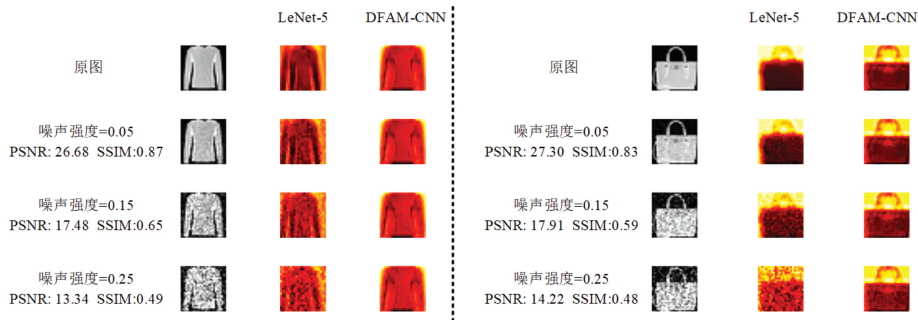 LeNet-5 DFAM-CNN
原图
噪声强度=0.05
PSNR: 26.68 SSIM:0.87
噪声强度=0.15
PSNR: 17.48 SSIM:0.65
噪声强度=0.25
PSNR: 13.34 SSIM:0.49
LeNet-5 DFAM-CNN
原图
噪声强度=0.05
PSNR: 27.30 SSIM:0.83
噪声强度=0.15
PSNR: 17.91 SSIM:0.59
噪声强度=0.25
PSNR: 14.22 SSIM:0.48